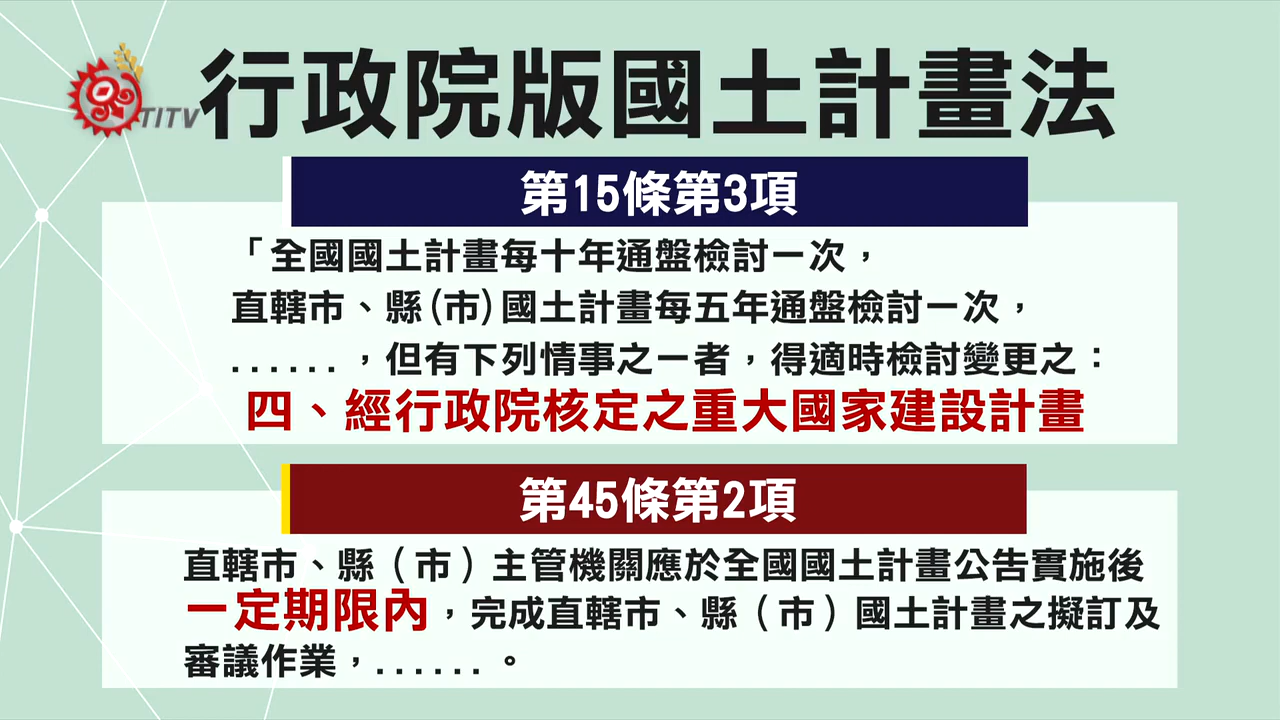 TITV
行政院版國土計畫法
第15條第3項
「全國國土計畫每十年通盤檢討一次，
直轄市、縣(市)國土計畫每五年通盤檢討一次，
......，但有下列情事之一者，得適時檢討變更之：
四、經行政院核定之重大國家建設計畫
第45條第2項
直轄市、縣（市）主管機關應於全國國土計畫公告實施後
一定期限內，完成直轄市、縣（市）國土計畫之擬訂及
審議作業，......。